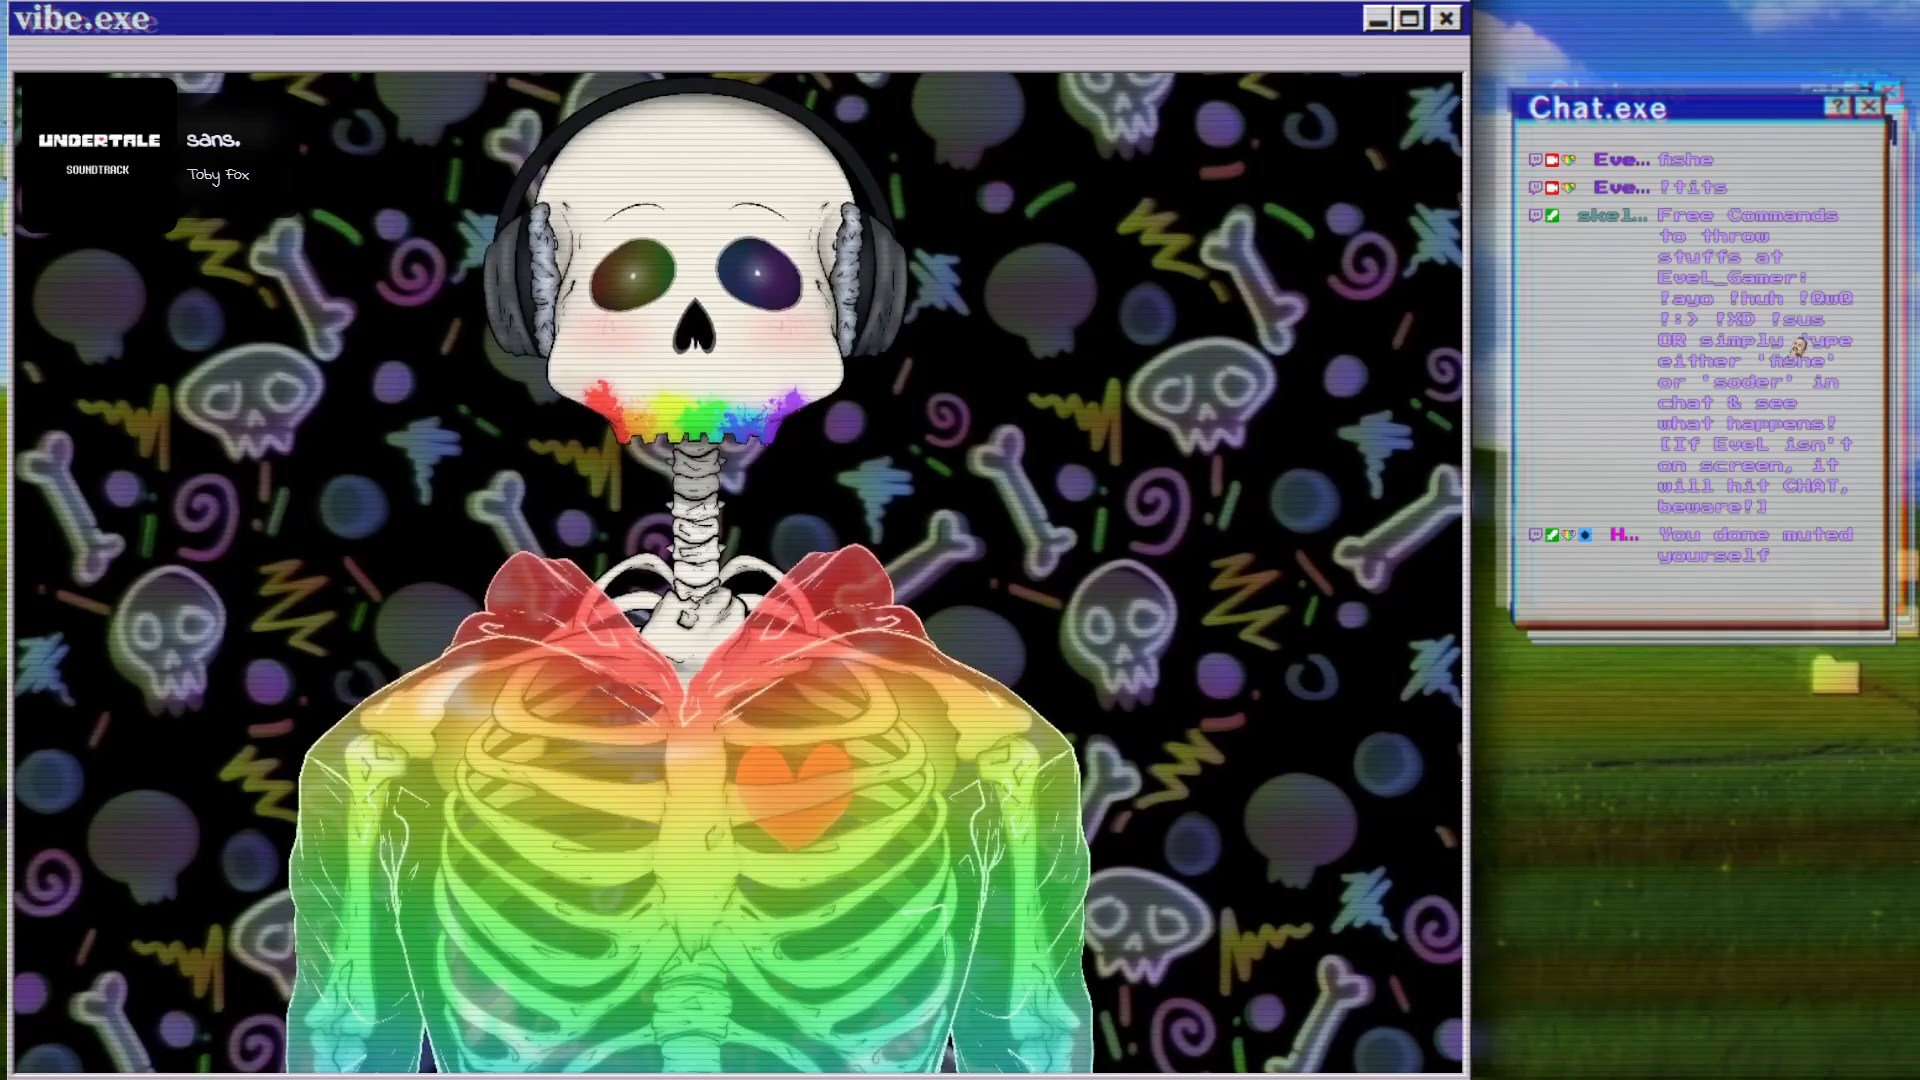 vibe.exe
UNDERTALE
SOUNDTRACK
sans.
Toby Fox
Chat.exe
Eve... fishe
Eve... !tits
skel... Free Commands
to throw
stuffs at
EveL_Gamer:
!ayo !huh !QwQ
!:> !XD !sus
OR simply type
either 'fishe'
or 'soder' in
chat & see
what happens!
[If EveL isn't
on screen, it
will hit CHAT,
beware!]
H... You done muted
yourself